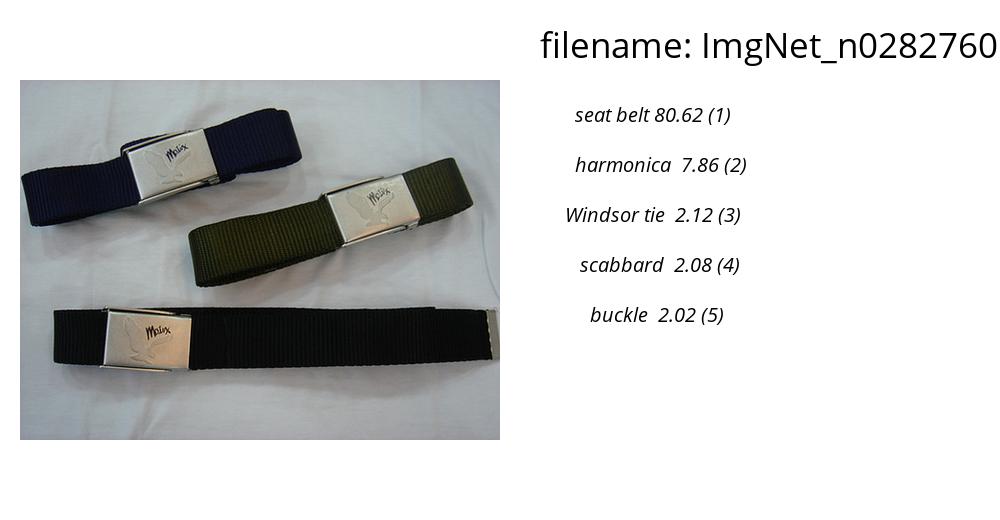 filename: ImgNet_n0282760
seat belt 80.62 (1)
harmonica 7.86 (2)
Windsor tie 2.12 (3)
scabbard 2.08 (4)
buckle 2.02 (5)